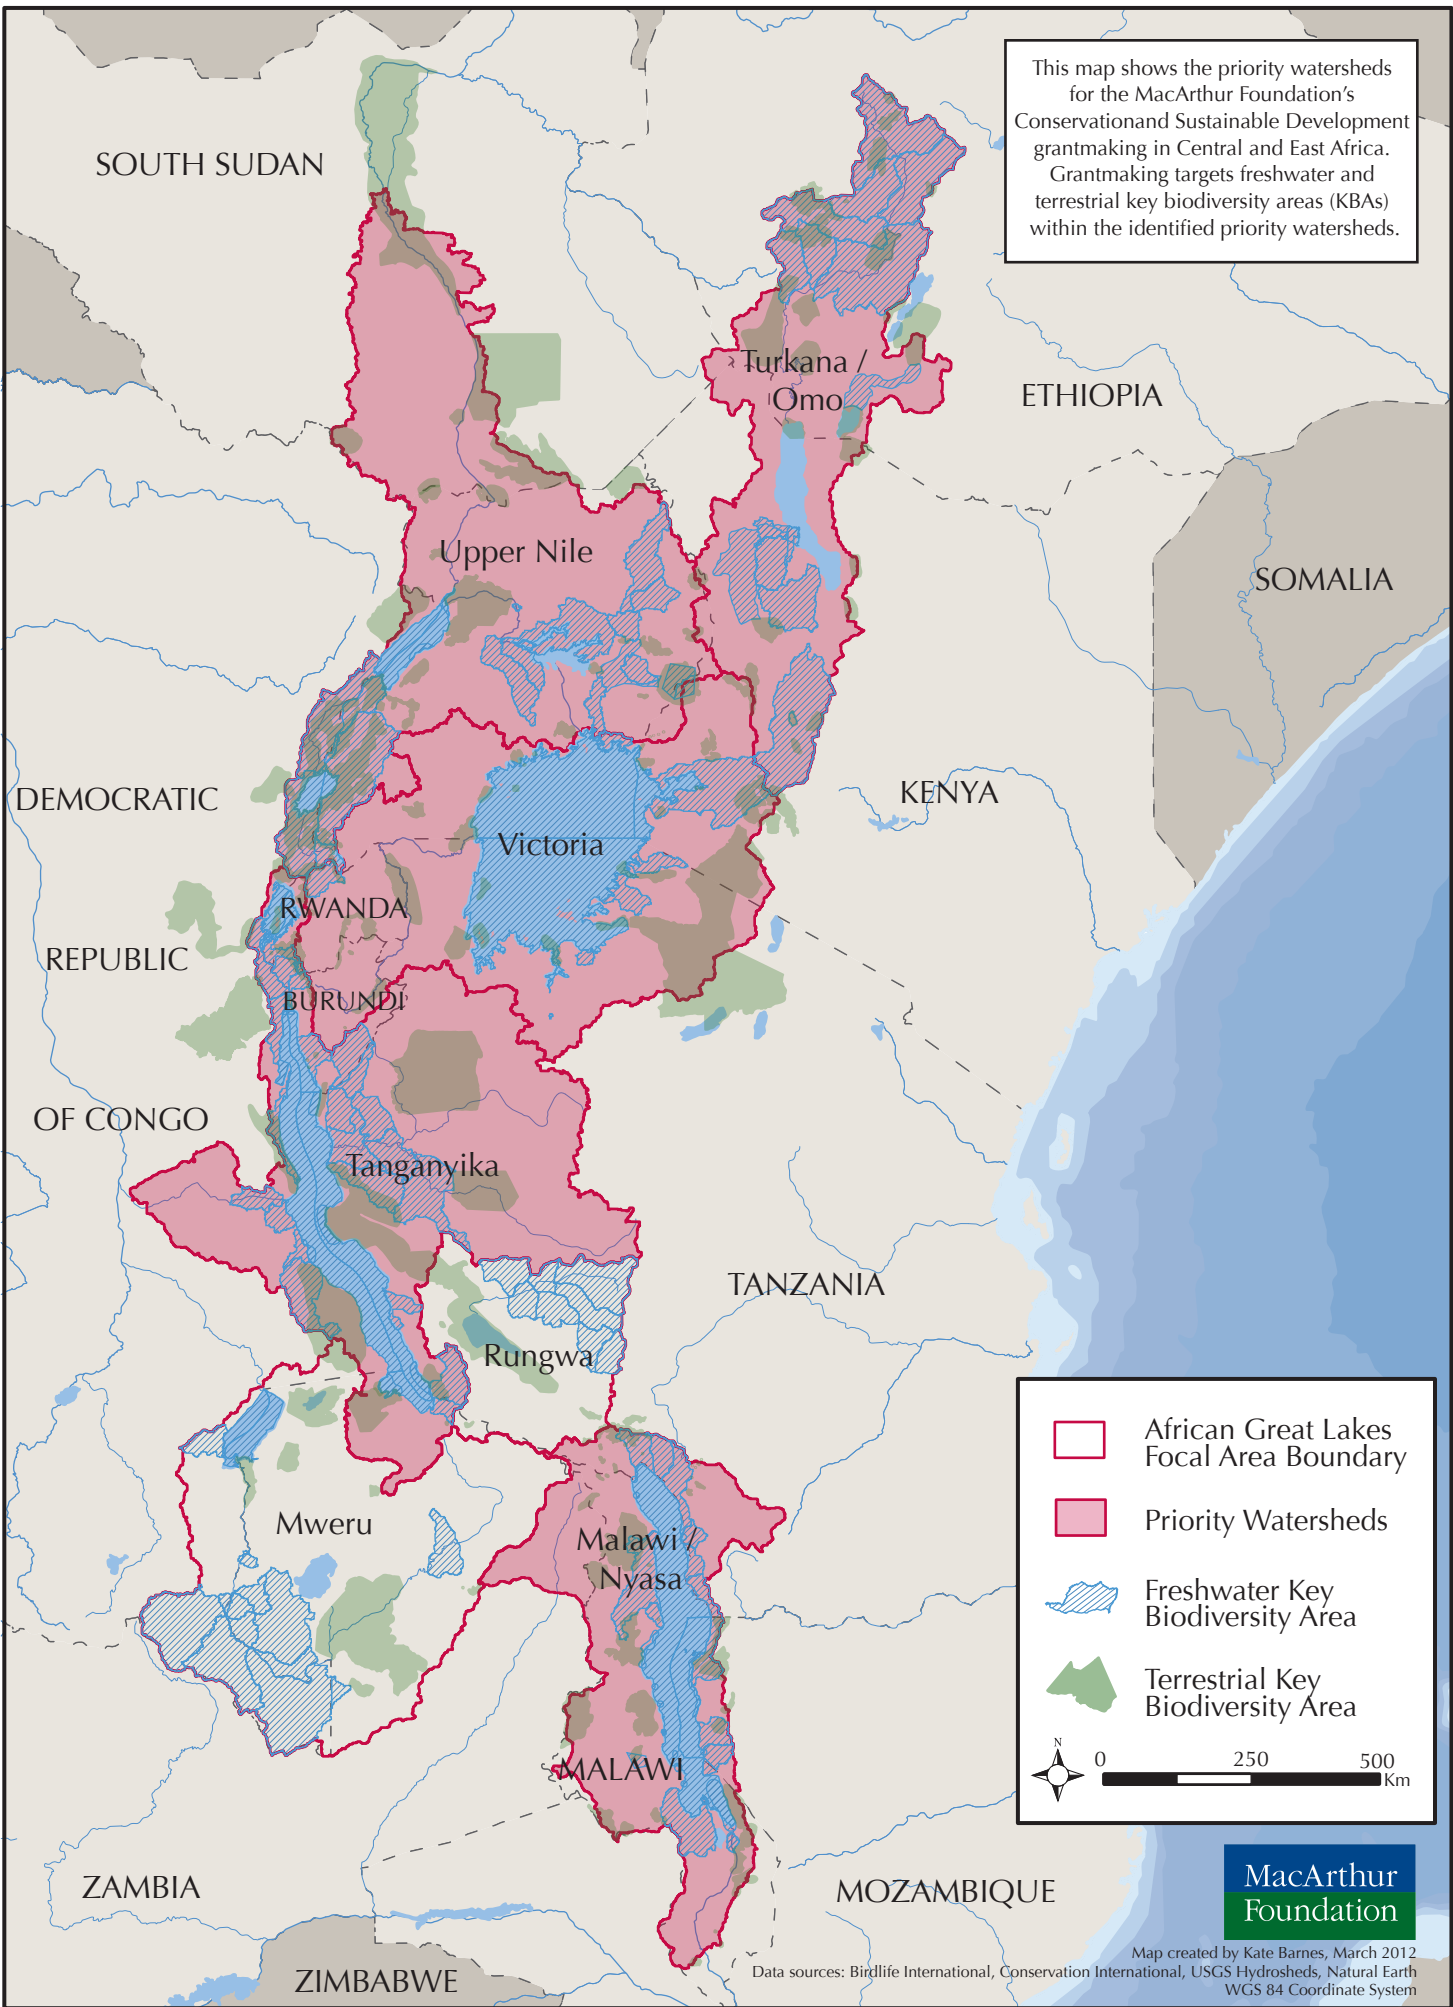 This map shows the priority watersheds
for the MacArthur Foundation's
Conservationand Sustainable Development
grantmaking in Central and East Africa.
Grantmaking targets freshwater and
terrestrial key biodiversity areas (KBAs)
within the identified priority watersheds.
SOUTH SUDAN
Turkana /
Omo
ETHIOPIA
Upper Nile
SOMALIA
DEMOCRATIC
KENYA
Victoria
RWANDA
REPUBLIC
BURUNDI
OF CONGO
Tanganyika
TANZANIA
Rungwa
Mweru
Malawi /
Nyasa
MALAWI
ZAMBIA
MOZAMBIQUE
ZIMBABWE
African Great Lakes
Focal Area Boundary
Priority Watersheds
Freshwater Key
Biodiversity Area
Terrestrial Key
Biodiversity Area
N
0 250 500
Km
MacArthur
Foundation
Map created by Kate Barnes, March 2012
Data sources: Birdlife International, Conservation International, USGS Hydrosheds, Natural Earth
WGS 84 Coordinate System